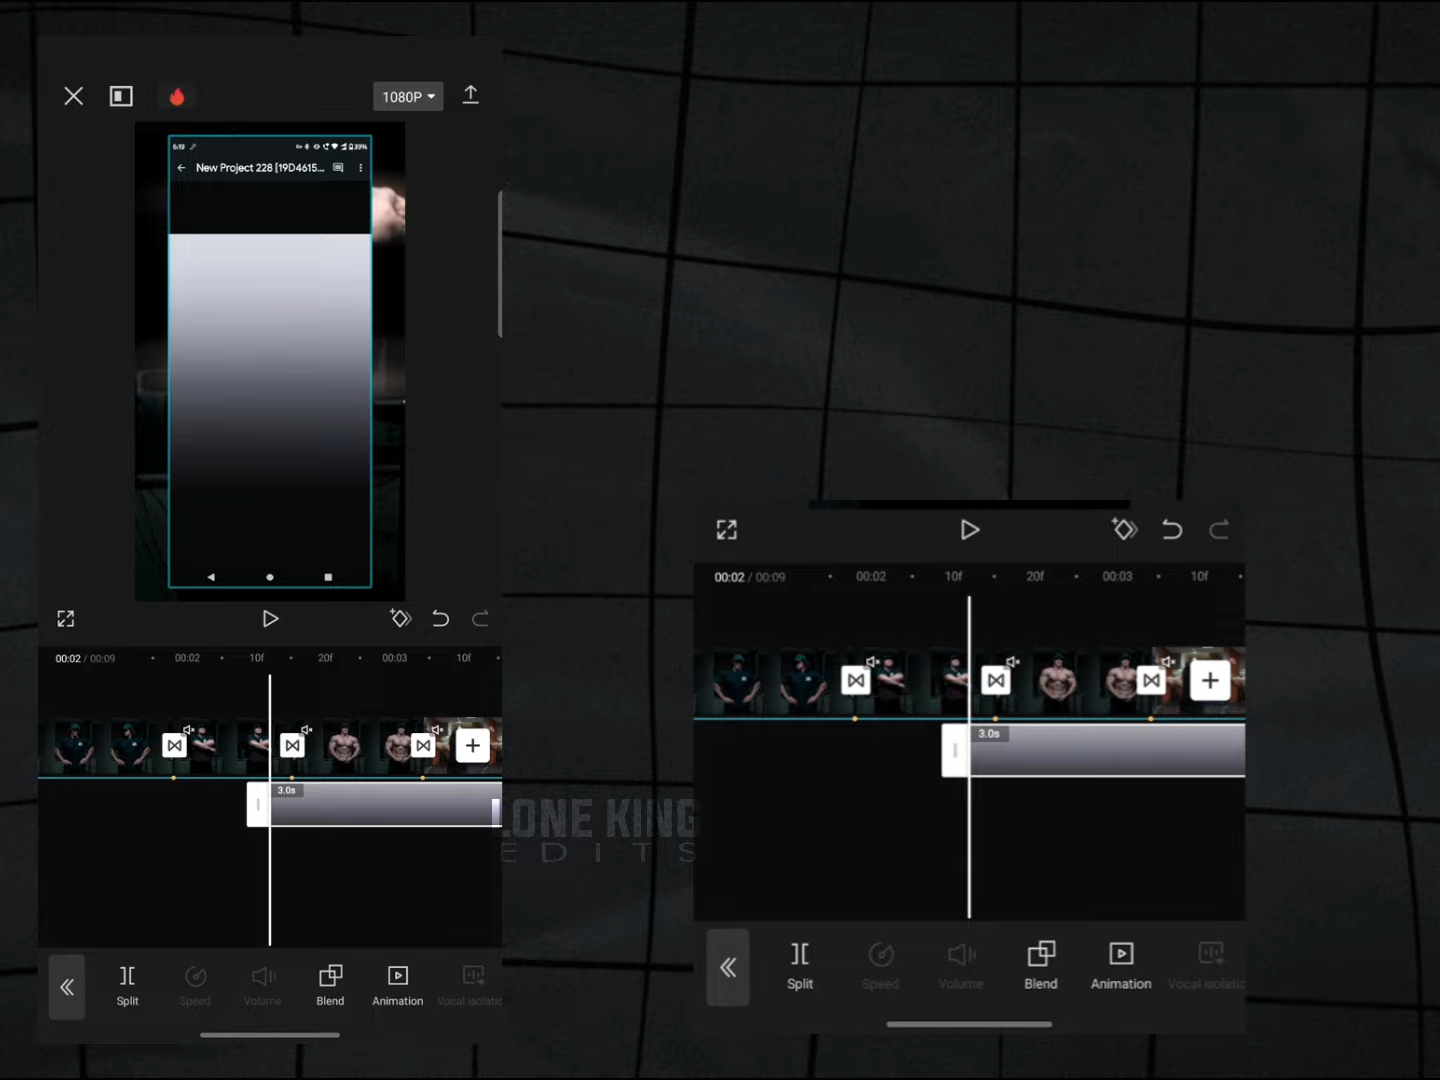 1080P
6:19 39%
New Project 228 [19D4615...
00:02 / 00:09 00:02 10f 20f 00:03 10f
3.0s
Split Speed Volume Blend Animation Vocal isolatic
LONE KING
EDITS
00:02 / 00:09 00:02 10f 20f 00:03 10f
3.0s
Split Speed Volume Blend Animation Vocal isolatic